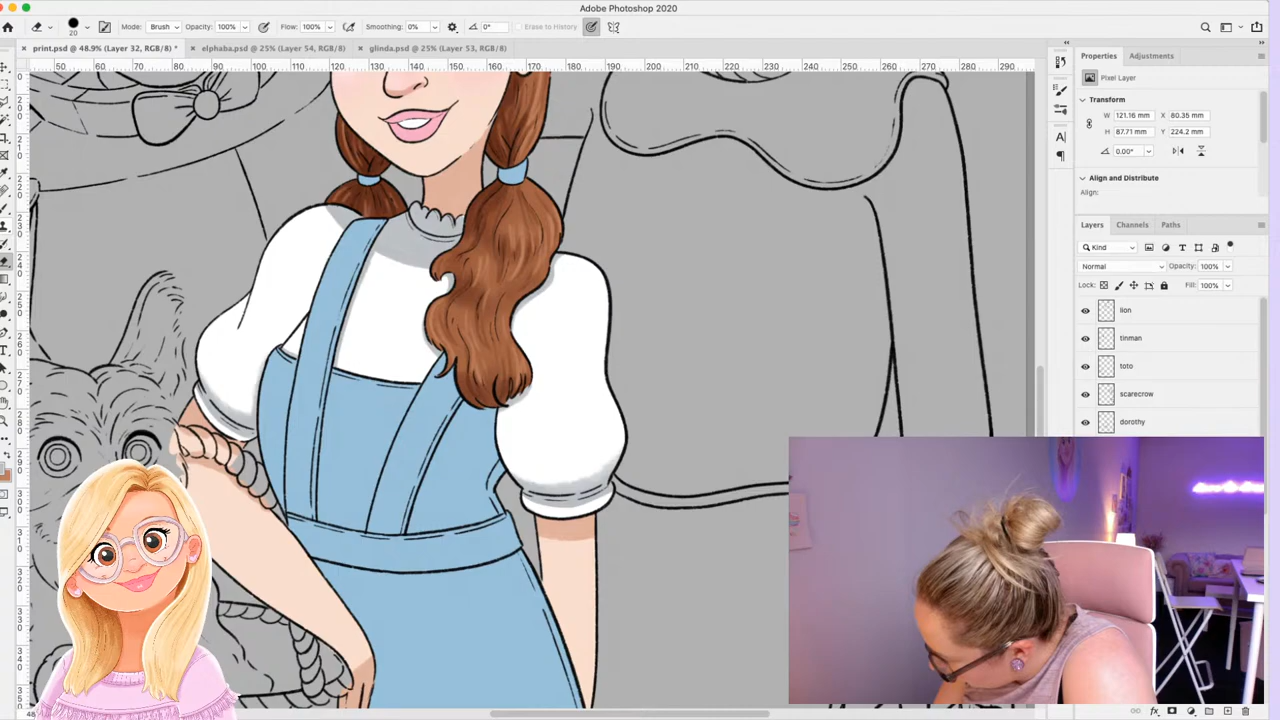 Adobe Photoshop 2020
20 Mode: Brush Opacity: 100% Flow: 100% Smoothing: 0% 0° Erase to History
print.psd @ 48.9% (Layer 32, RGB/8) * elphaba.psd @ 25% (Layer 54, RGB/8) glinda.psd @ 25% (Layer 53, RGB/8)
50 60 70 80 90 100 110 120 130 140 150 160 170 180 190 200 210 220 230 240 250 260 270 280 290
Properties Adjustments
Pixel Layer
Transform
W 121.16 mm X 80.35 mm
H 87.71 mm Y 224.2 mm
0.00°
Align and Distribute
Align:
Layers Channels Paths
Kind
Normal Opacity: 100%
Lock: Fill: 100%
lion
tinman
toto
scarecrow
dorothy